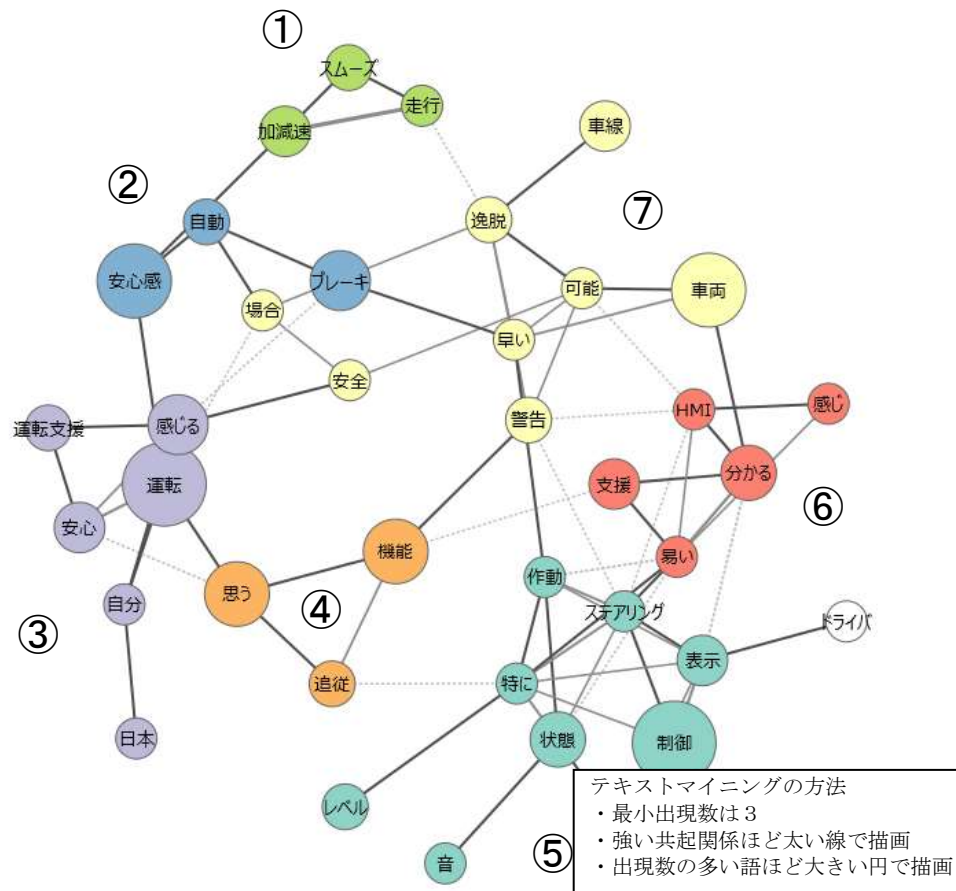 ①
スムーズ
走行
加減速
車線
②
⑦
自動
逸脱
安心感
ブレーキ
可能
車両
場合
早い
安全
HMI
感じ
警告
運転支援
感じる
分かる
支援
運転
⑥
安心
機能
易い
作動
思う
④
自分
ステアリング
ドライバ
③
表示
追従
特に
日本
状態
制御
レベル
音
⑤
テキストマイニングの方法
・最小出現数は３
・強い共起関係ほど太い線で描画
・出現数の多い語ほど大きい円で描画